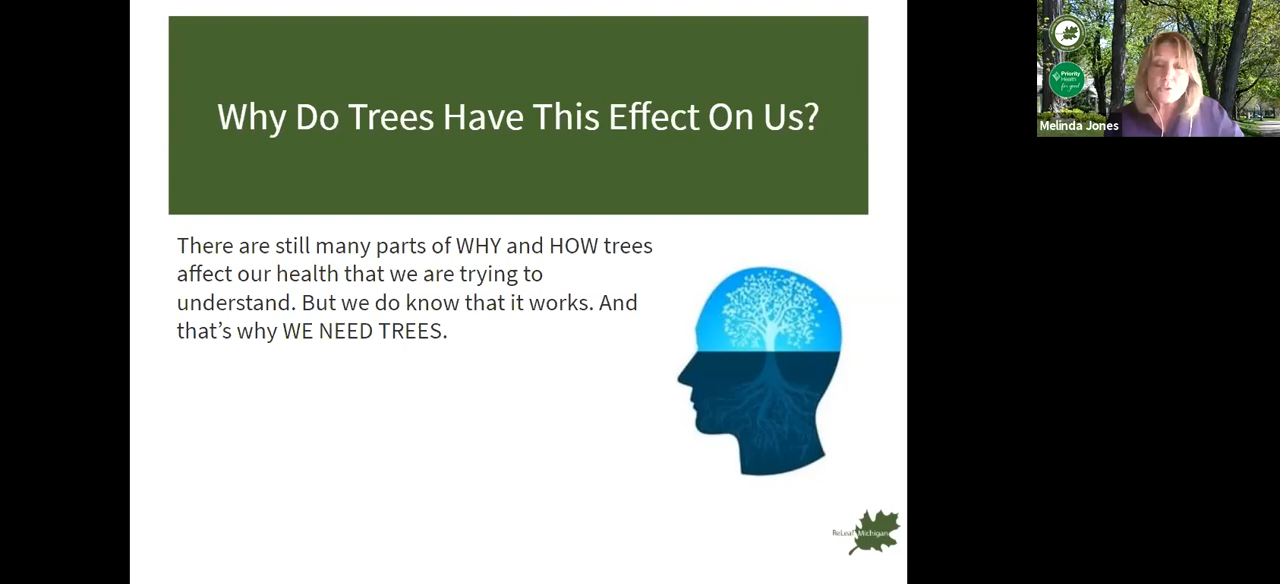 Why Do Trees Have This Effect On Us?
There are still many parts of WHY and HOW trees
affect our health that we are trying to
understand. But we do know that it works. And
that’s why WE NEED TREES.
ReLeaf Michigan
Priority
Health
for good
Melinda Jones